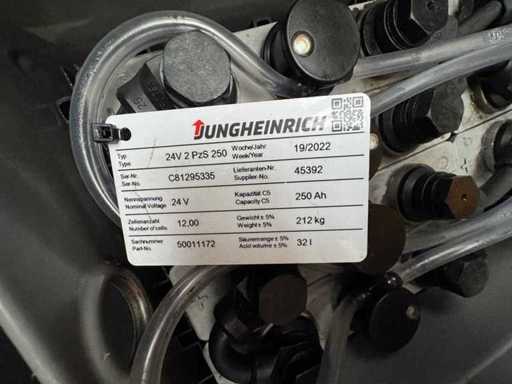 JUNGHEINRICH
Typ
Type
24V 2 PzS 250
Woche/Jahr
Week/Year
19/2022
Ser-Nr.
Ser-No.
C81295335
Lieferanten-Nr.
Supplier-No.
45392
Nennspannung
Nominal Voltage
24 V
Kapazität C5
Capacity C5
250 Ah
Zellenanzahl
Number of cells
12,00
Gewicht ± 5%
Weight ± 5%
212 kg
Sachnummer
Part-No.
50011172
Säuremenge ± 5%
Acid volume ± 5%
32 l